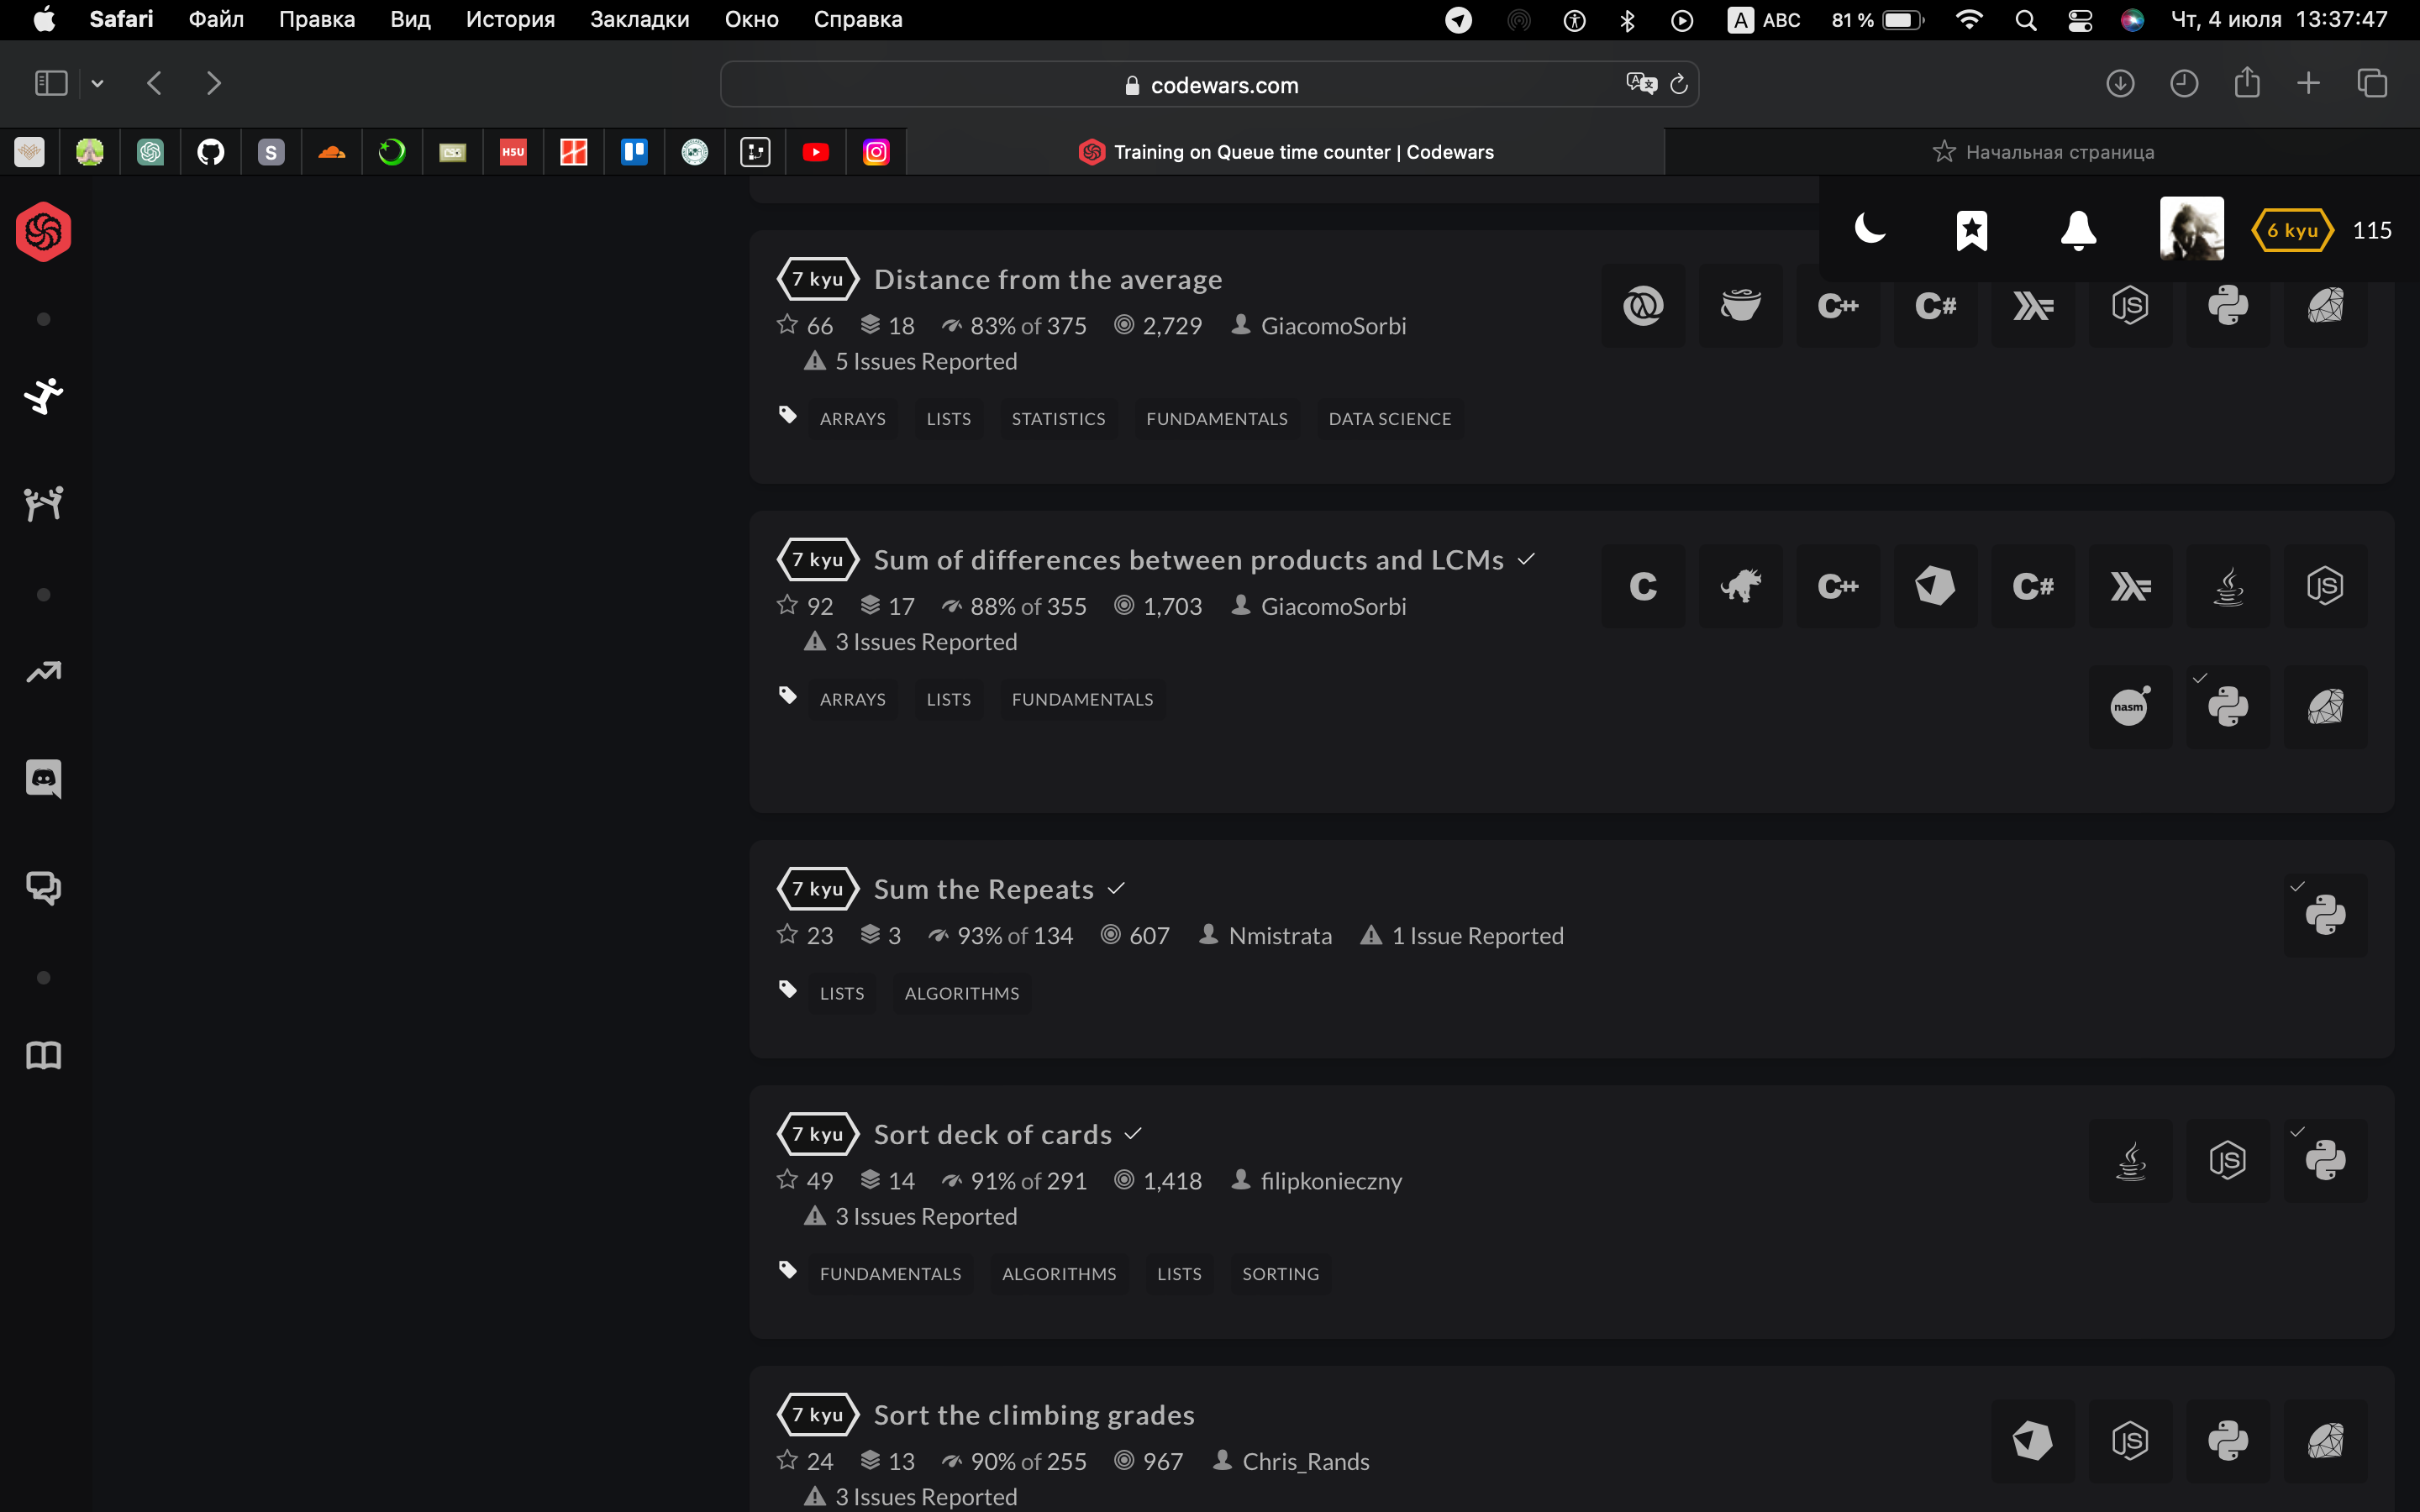 Safari Файл Правка Вид История Закладки Окно Справка A ABC 81 % Чт, 4 июля 13:37:47
codewars.com
S CSC H5U Training on Queue time counter | Codewars Начальная страница
6 kyu 115
7 kyu Distance from the average
66 18 83% of 375 2,729 GiacomoSorbi
5 Issues Reported
C++ C# JS
ARRAYS LISTS STATISTICS FUNDAMENTALS DATA SCIENCE
7 kyu Sum of differences between products and LCMs
C C++ C# JS
92 17 88% of 355 1,703 GiacomoSorbi
3 Issues Reported
ARRAYS LISTS FUNDAMENTALS
nasm
7 kyu Sum the Repeats
23 3 93% of 134 607 Nmistrata 1 Issue Reported
LISTS ALGORITHMS
7 kyu Sort deck of cards
JS
49 14 91% of 291 1,418 filipkonieczny
3 Issues Reported
FUNDAMENTALS ALGORITHMS LISTS SORTING
7 kyu Sort the climbing grades
JS
24 13 90% of 255 967 Chris_Rands
3 Issues Reported